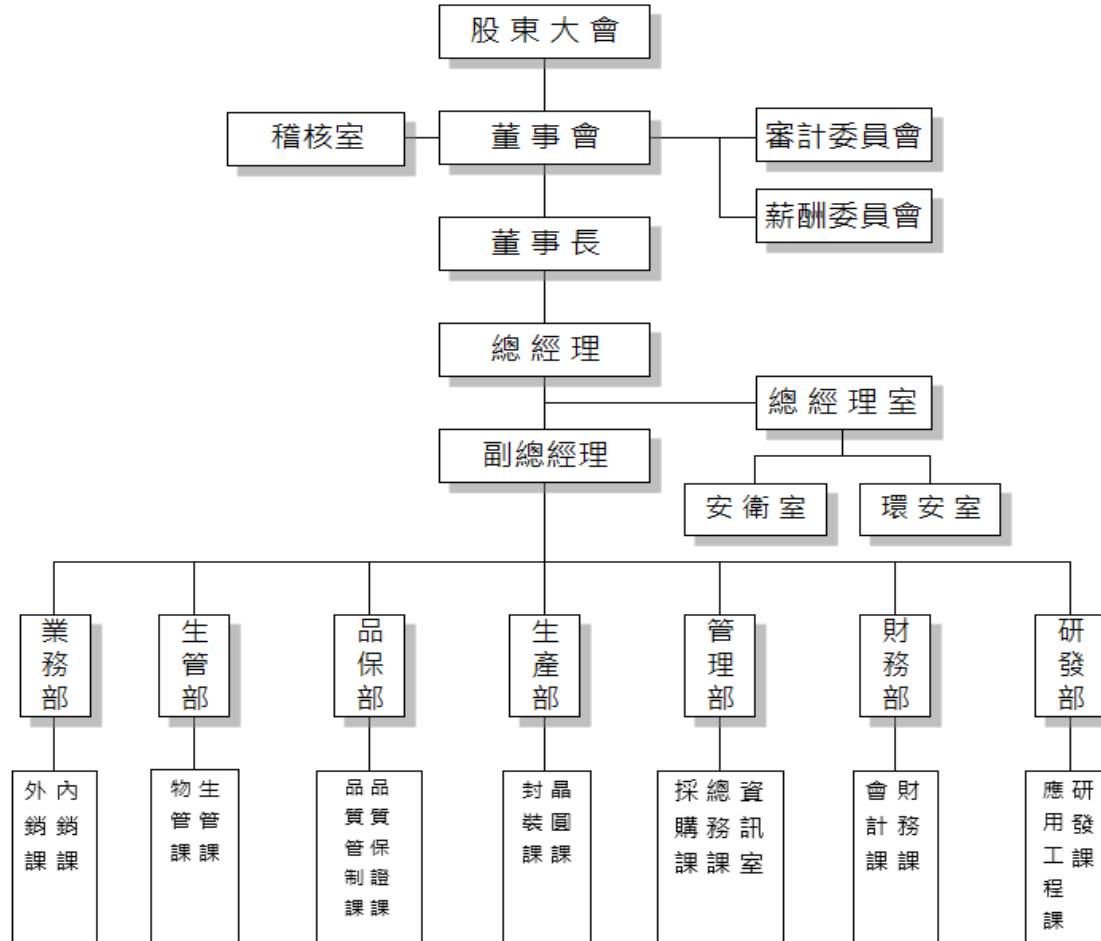 股東大會
稽核室
董事會
審計委員會
薪酬委員會
董事長
總經理
總經理室
副總經理
安衛室
環安室
業務部
生管部
品保部
生產部
管理部
財務部
研發部
內銷課
外銷課
生管課
物管課
品質保證課
品質管制課
晶圓課
封裝課
資訊室
總務課
採購課
財務課
會計課
研發課
應用工程課